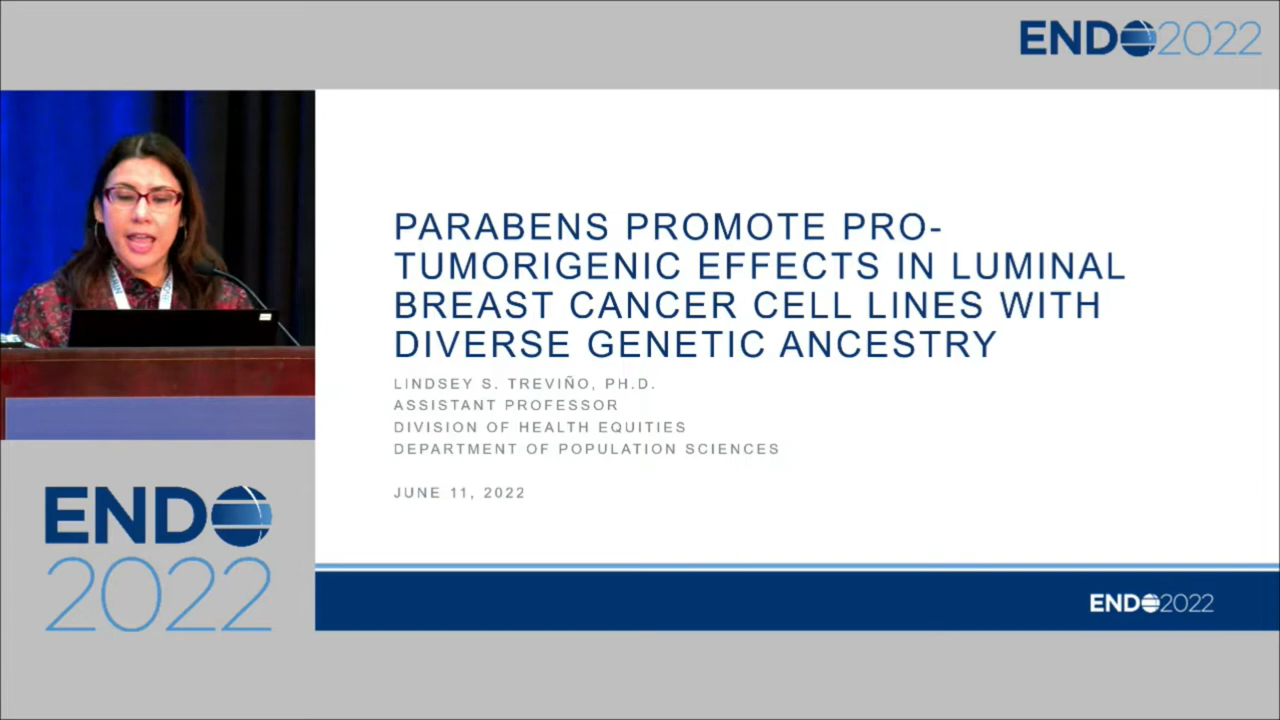 ENDO2022
PARABENS PROMOTE PRO-
TUMORIGENIC EFFECTS IN LUMINAL
BREAST CANCER CELL LINES WITH
DIVERSE GENETIC ANCESTRY
LINDSEY S. TREVIÑO, PH.D.
ASSISTANT PROFESSOR
DIVISION OF HEALTH EQUITIES
DEPARTMENT OF POPULATION SCIENCES
JUNE 11, 2022
ENDO
2022
ENDO2022